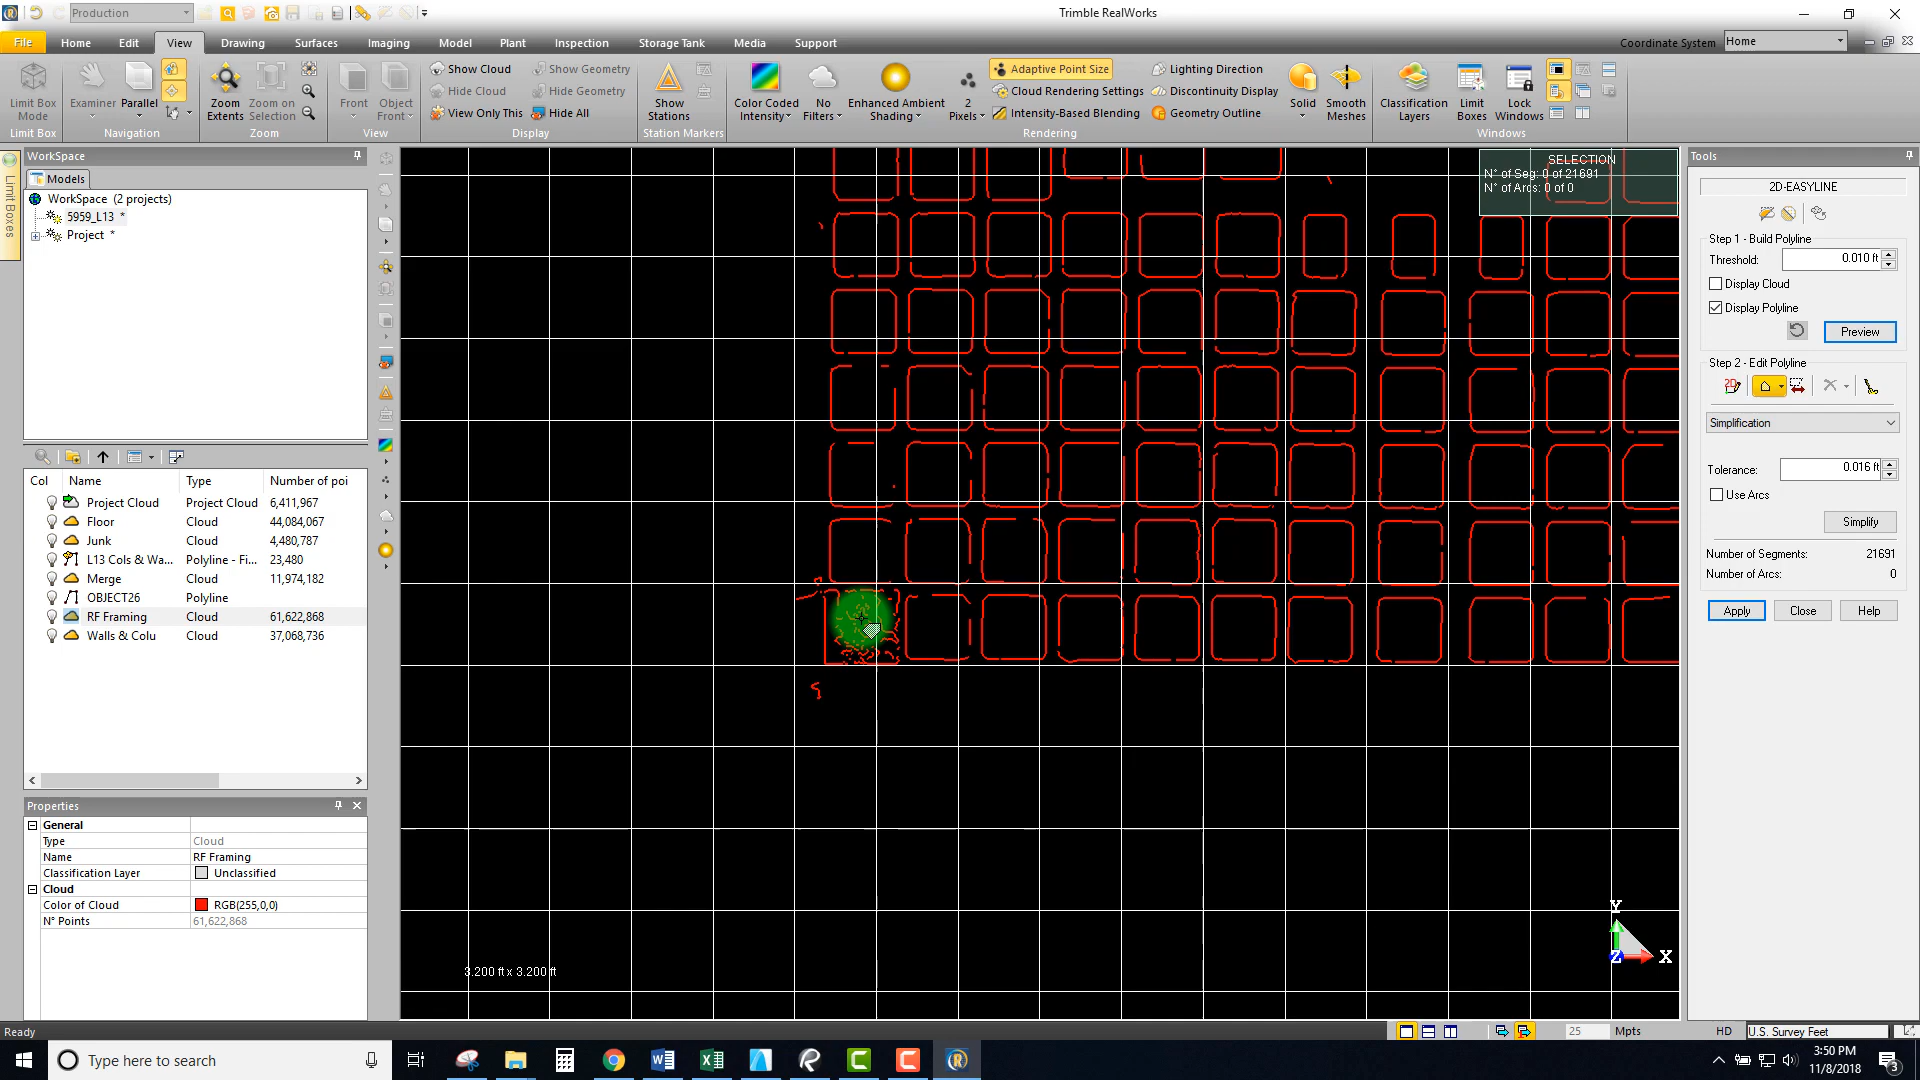 Production
Trimble RealWorks
File
Home
Edit
View
Drawing
Surfaces
Imaging
Model
Plant
Inspection
Storage Tank
Media
Support
Coordinate System
Home
Limit Box
Mode
Limit Box
Examiner
Parallel
Navigation
Zoom
Extents
Zoom on
Selection
Zoom
Front
Object
Front
View
Show Cloud
Hide Cloud
View Only This
Show Geometry
Hide Geometry
Hide All
Display
Show
Stations
Station Markers
Color Coded
Intensity
No
Filters
Enhanced Ambient
Shading
2
Pixels
Adaptive Point Size
Cloud Rendering Settings
Intensity-Based Blending
Lighting Direction
Discontinuity Display
Geometry Outline
Rendering
Solid
Smooth
Meshes
Classification
Layers
Limit
Boxes
Lock
Windows
Windows
Limit Boxes
WorkSpace
Models
WorkSpace (2 projects)
5959_L13 *
Project *
Col Name Type Number of poi
Project Cloud Project Cloud 6,411,967
Floor Cloud 44,084,067
Junk Cloud 4,480,787
L13 Cols & Wa... Polyline - Fi... 23,480
Merge Cloud 11,974,182
OBJECT26 Polyline
RF Framing Cloud 61,622,868
Walls & Colu Cloud 37,068,736
Properties
General
Type Cloud
Name RF Framing
Classification Layer Unclassified
Cloud
Color of Cloud RGB(255,0,0)
N° Points 61,622,868
SELECTION
N° of Seg: 0 of 21691
N° of Arcs: 0 of 0
3.200 ft x 3.200 ft
Y
Z
X
Tools
2D-EASYLINE
Step 1 - Build Polyline
Threshold: 0.010 ft
Display Cloud
Display Polyline
Preview
Step 2 - Edit Polyline
2D
Simplification
Tolerance: 0.016 ft
Use Arcs
Simplify
Number of Segments: 21691
Number of Arcs: 0
Apply
Close
Help
Ready
25
Mpts
HD
U.S. Survey Feet
Type here to search
3:50 PM
11/8/2018
3